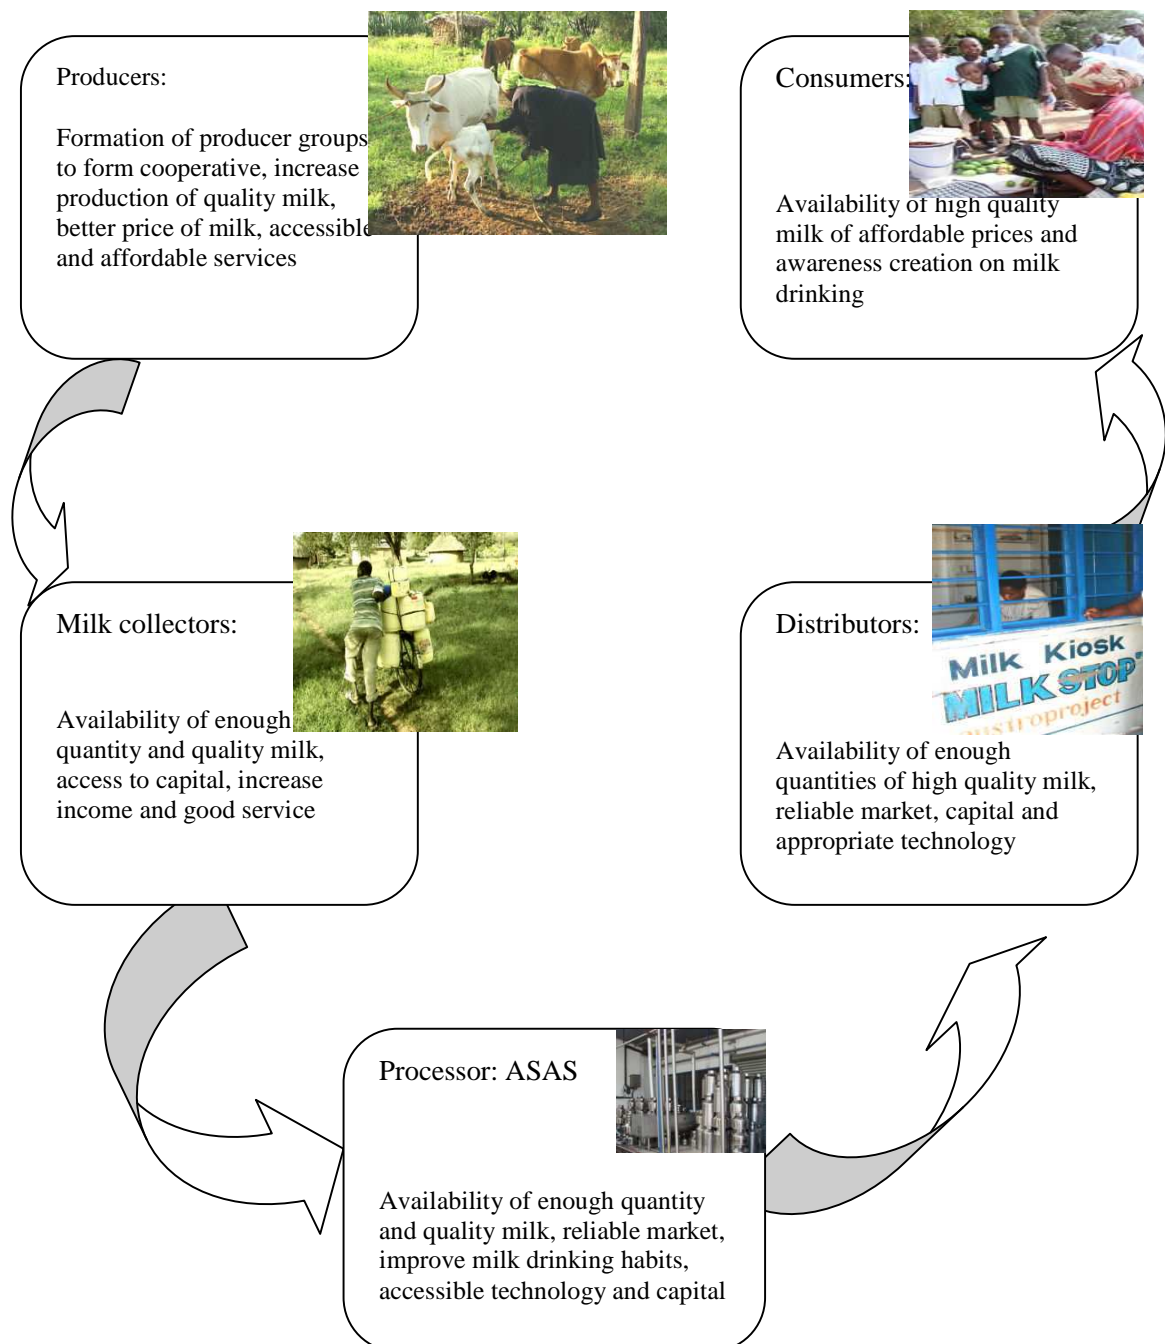 Producers:
Formation of producer groups
to form cooperative, increase
production of quality milk,
better price of milk, accessible
and affordable services
Consumers:
Availability of high quality
milk of affordable prices and
awareness creation on milk
drinking
Milk collectors:
Availability of enough
quantity and quality milk,
access to capital, increase
income and good service
Distributors:
Milk Kiosk
MILK STOP
austroproject
Availability of enough
quantities of high quality milk,
reliable market, capital and
appropriate technology
Processor: ASAS
Availability of enough quantity
and quality milk, reliable market,
improve milk drinking habits,
accessible technology and capital